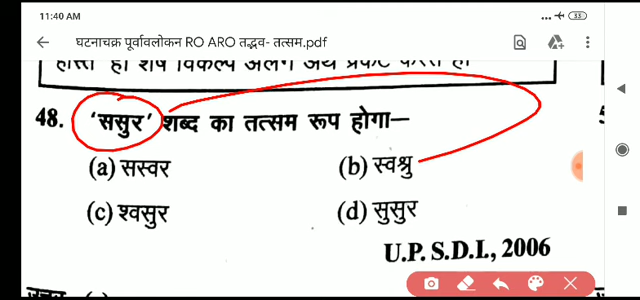 11:40 AM
33
घटनाचक्र पूर्वावलोकन RO ARO तद्भव- तत्सम.pdf
48. 'ससुर' शब्द का तत्सम रूप होगा—
(a) सस्वर
(b) स्वश्रु
(c) श्वसुर
(d) सुसुर
U.P. S.D.I., 2006